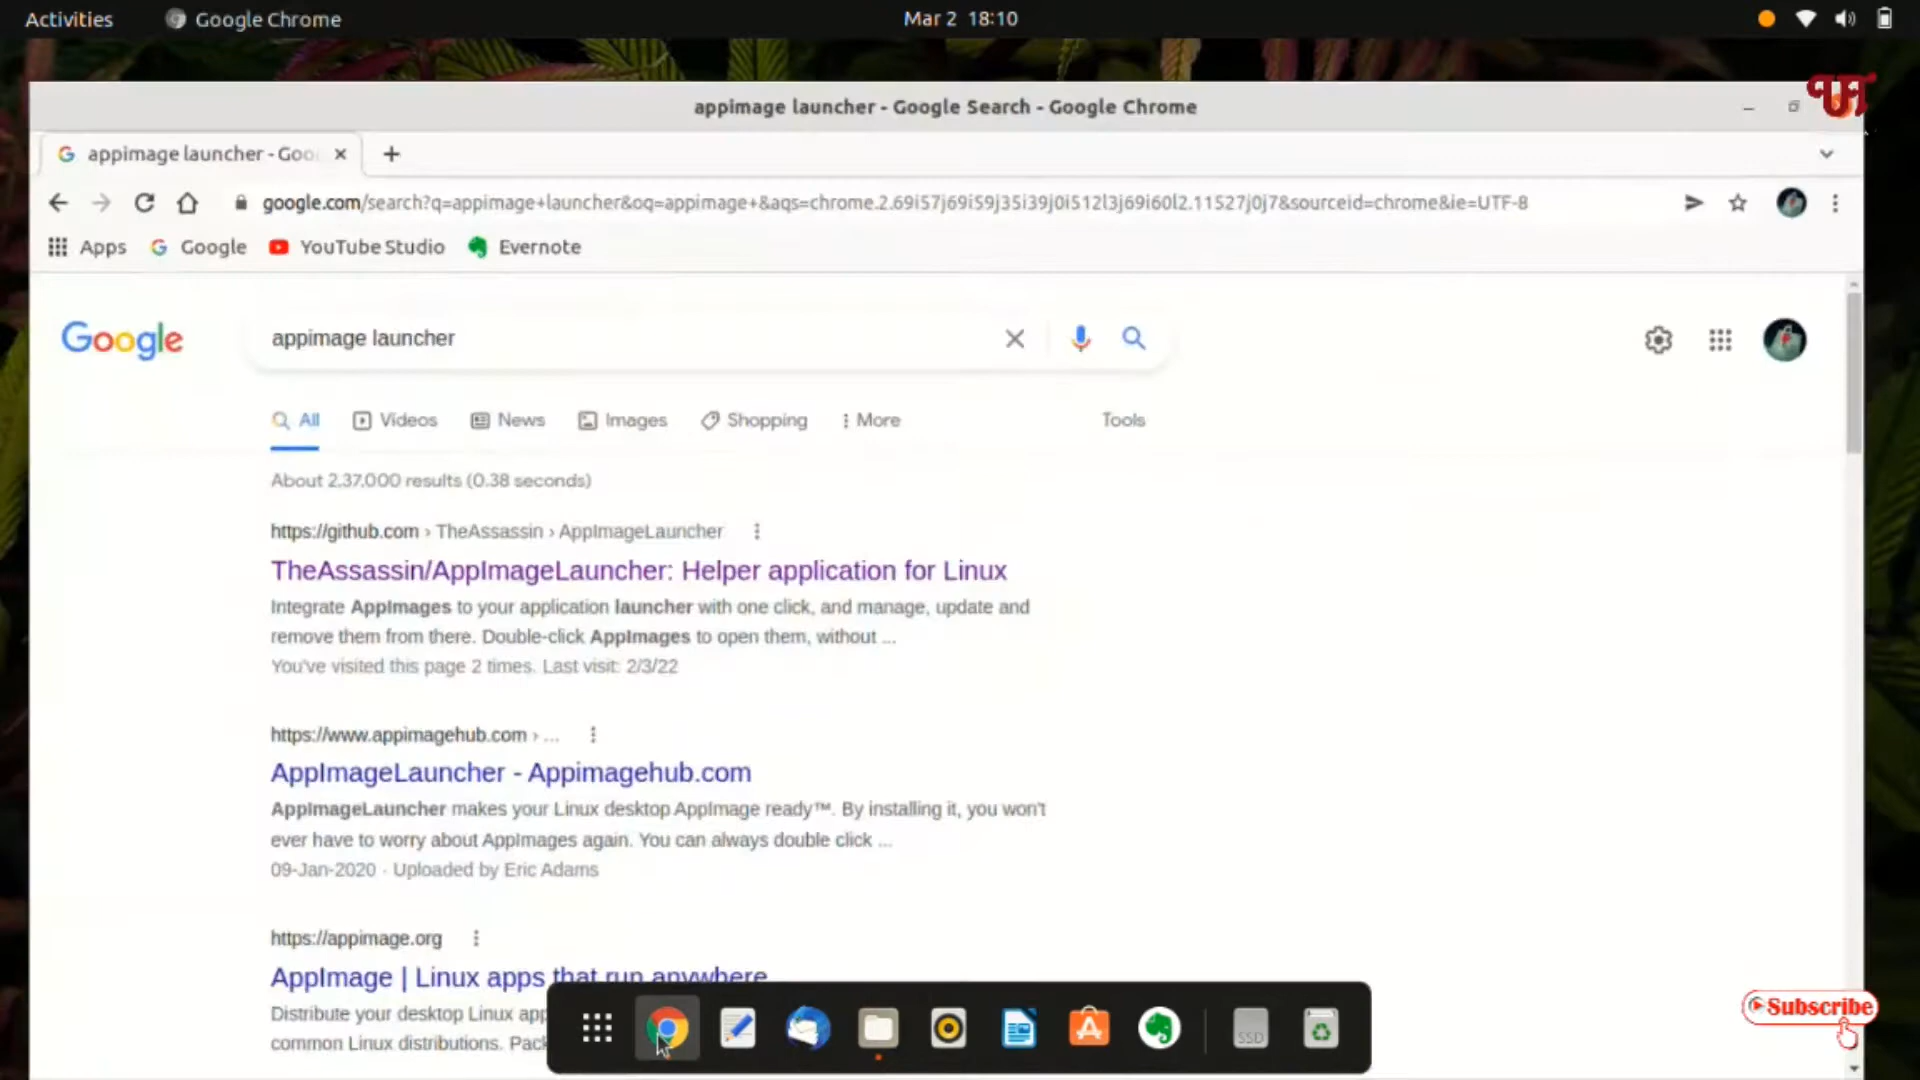 Activities Google Chrome Mar 2 18:10
UT
appimage launcher - Google Search - Google Chrome
appimage launcher - Goo
google.com/search?q=appimage+launcher&oq=appimage+&aqs=chrome.2.69i57j69i59j35i39j0i512l3j69i60l2.11527j0j7&sourceid=chrome&ie=UTF-8
Apps Google YouTube Studio Evernote
Google appimage launcher
All Videos News Images Shopping More Tools
About 2,37,000 results (0.38 seconds)
https://github.com › TheAssassin › AppImageLauncher
TheAssassin/AppImageLauncher: Helper application for Linux
Integrate AppImages to your application launcher with one click, and manage, update and
remove them from there. Double-click AppImages to open them, without ...
You've visited this page 2 times. Last visit: 2/3/22
https://www.appimagehub.com › ...
AppImageLauncher - Appimagehub.com
AppImageLauncher makes your Linux desktop AppImage ready™. By installing it, you won't
ever have to worry about AppImages again. You can always double click ...
09-Jan-2020 · Uploaded by Eric Adams
https://appimage.org
AppImage | Linux apps that run anywhere
Distribute your desktop Linux app
common Linux distributions. Pack
SSD
Subscribe